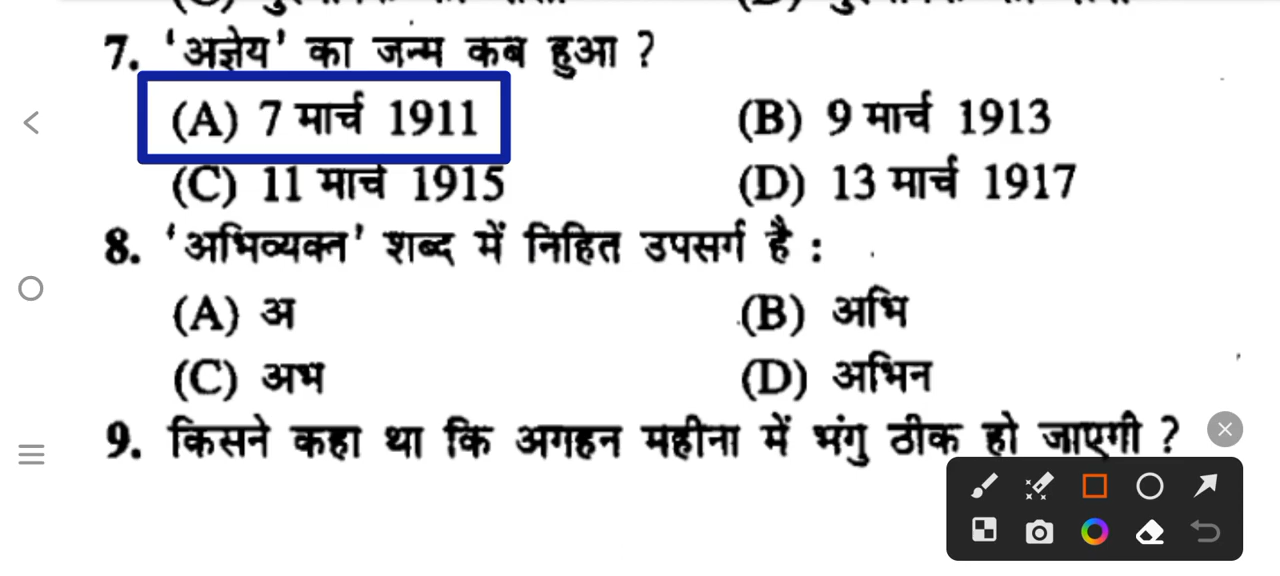 7. 'अज्ञेय' का जन्म कब हुआ ?
(A) 7 मार्च 1911 (B) 9 मार्च 1913
(C) 11 मार्च 1915 (D) 13 मार्च 1917
8. 'अभिव्यक्त' शब्द में निहित उपसर्ग है :
(A) अ (B) अभि
(C) अभ (D) अभिन
9. किसने कहा था कि अगहन महीना में भंगु ठीक हो जाएगी ?